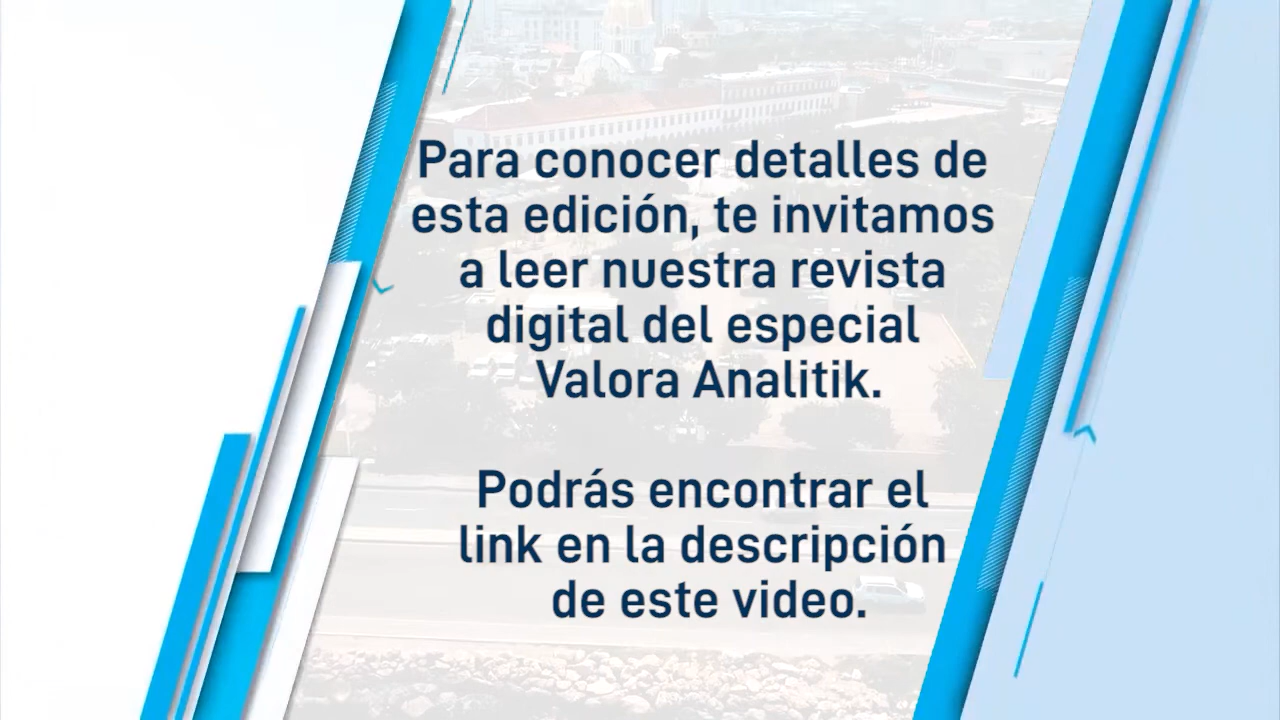 Para conocer detalles de
esta edición, te invitamos
a leer nuestra revista
digital del especial
Valora Analitik.
Podrás encontrar el
link en la descripción
de este video.